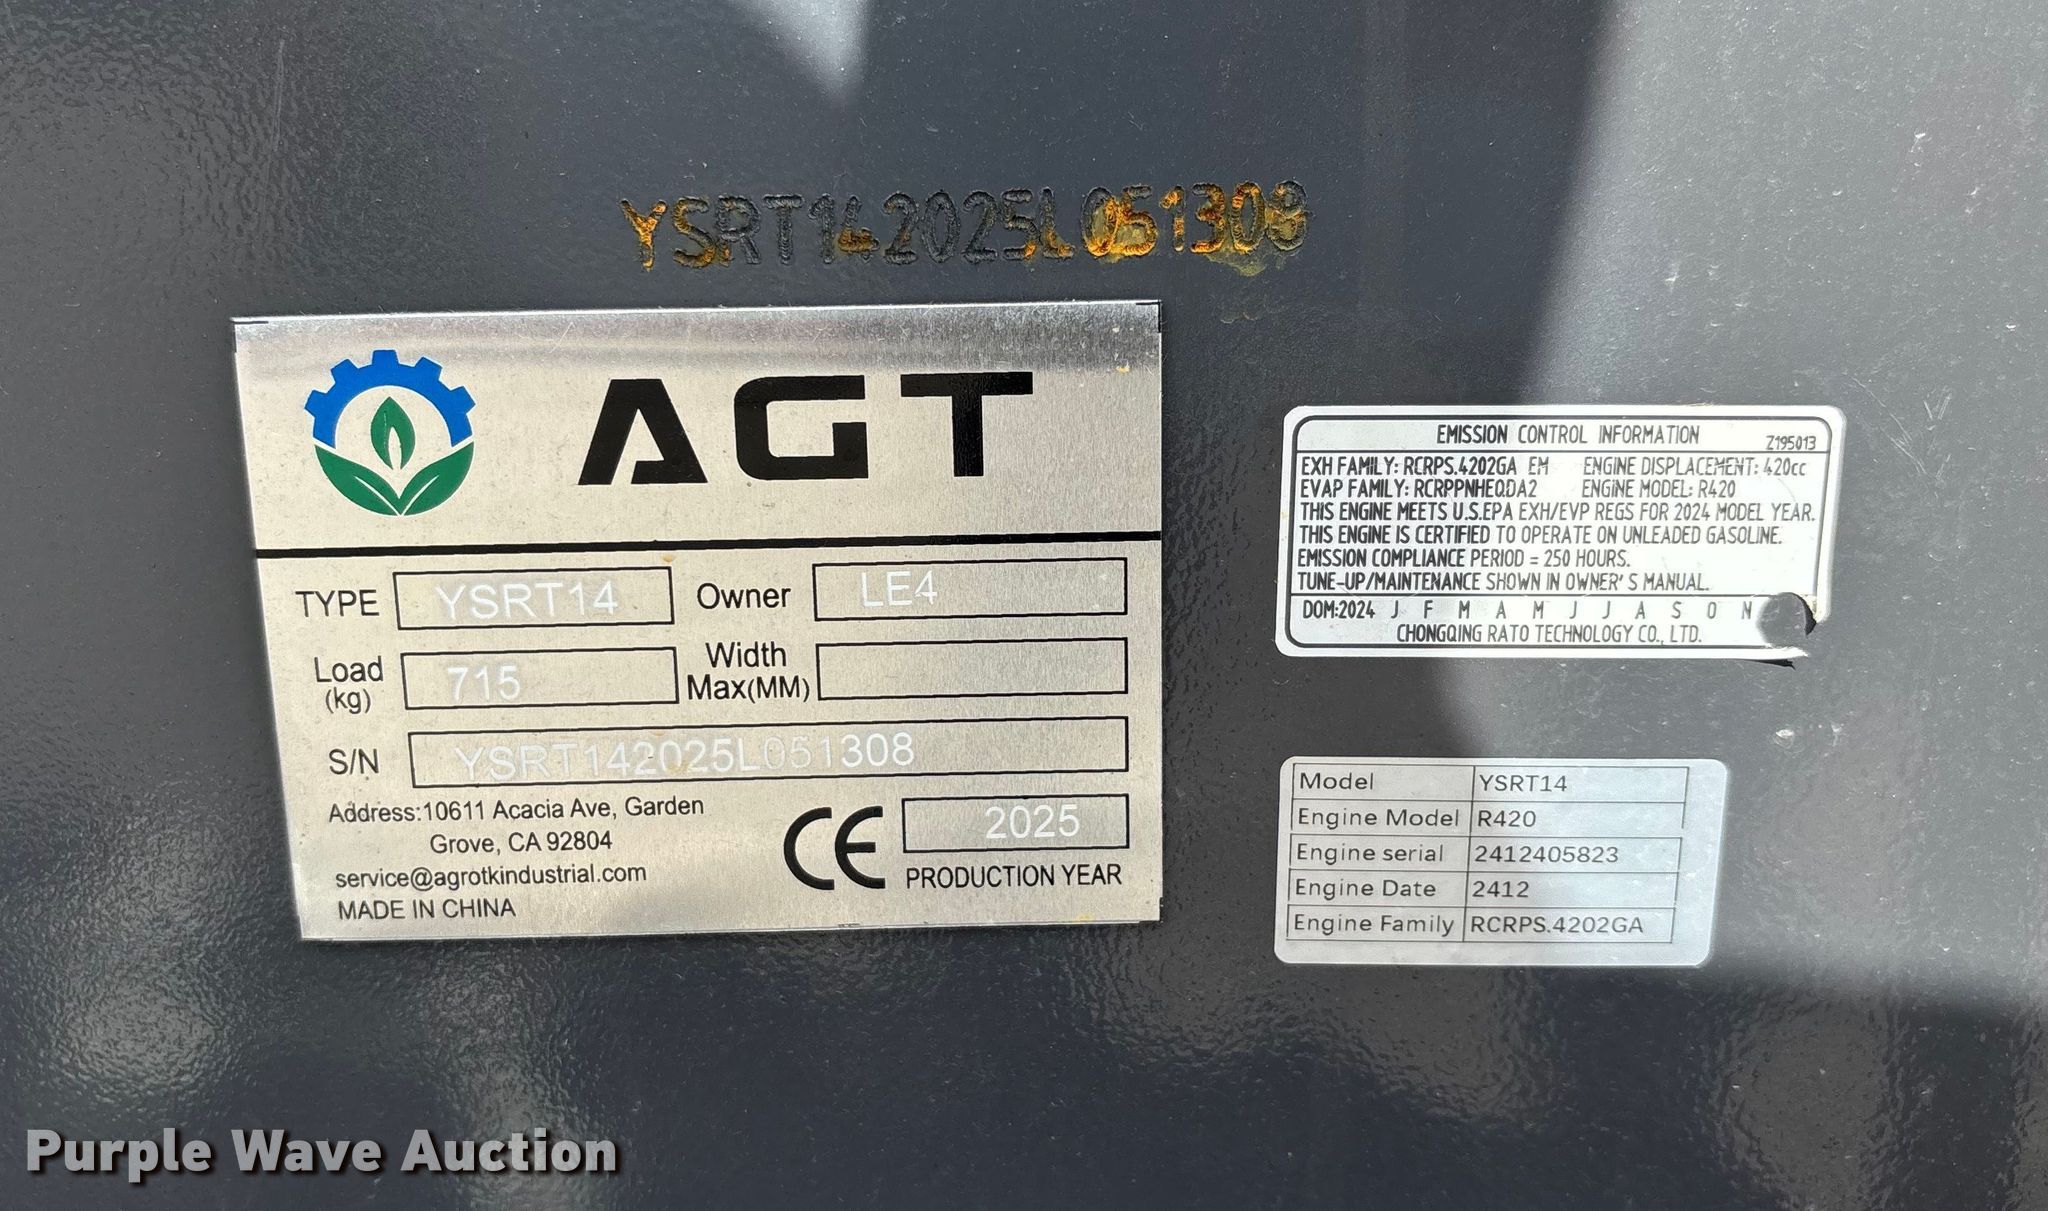 YSRT142025L051308
AGT
TYPE YSRT14 Owner LE4
Load (kg) 715 Width Max(MM)
S/N YSRT142025L051308
Address:10611 Acacia Ave, Garden
Grove, CA 92804
service@agrotkindustrial.com
MADE IN CHINA
CE 2025
PRODUCTION YEAR
EMISSION CONTROL INFORMATION Z195013
EXH FAMILY: RCRPS.4202GA EM ENGINE DISPLACEMENT: 420cc
EVAP FAMILY: RCRPPNHEQDA2 ENGINE MODEL: R420
THIS ENGINE MEETS U.S.EPA EXH/EVP REGS FOR 2024 MODEL YEAR.
THIS ENGINE IS CERTIFIED TO OPERATE ON UNLEADED GASOLINE.
EMISSION COMPLIANCE PERIOD = 250 HOURS.
TUNE-UP/MAINTENANCE SHOWN IN OWNER'S MANUAL.
DOM:2024 J F M A M J J A S O N
CHONGQING RATO TECHNOLOGY CO., LTD.
Model YSRT14
Engine Model R420
Engine serial 2412405823
Engine Date 2412
Engine Family RCRPS.4202GA
Purple Wave Auction